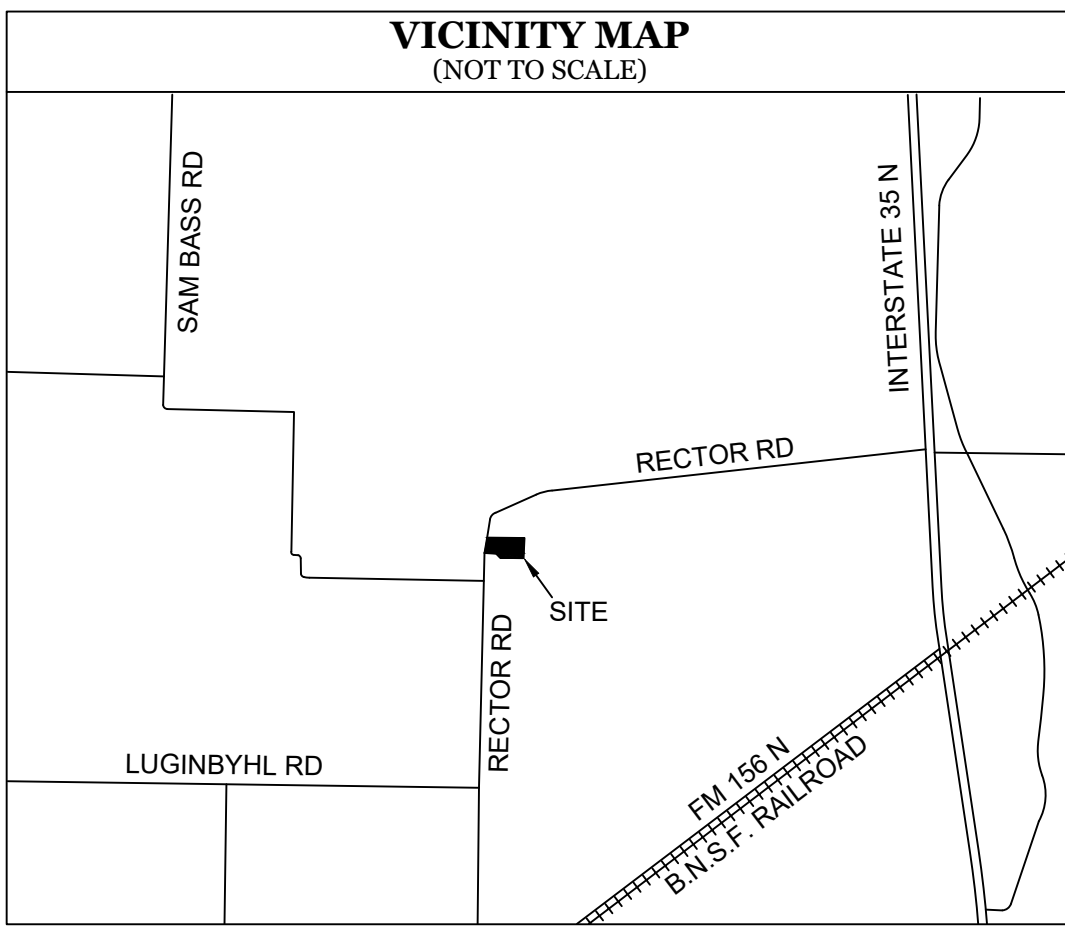 VICINITY MAP
(NOT TO SCALE)
SAM BASS RD
INTERSTATE 35 N
RECTOR RD
SITE
RECTOR RD
LUGINBYHL RD
FM 156 N
B.N.S.F. RAILROAD